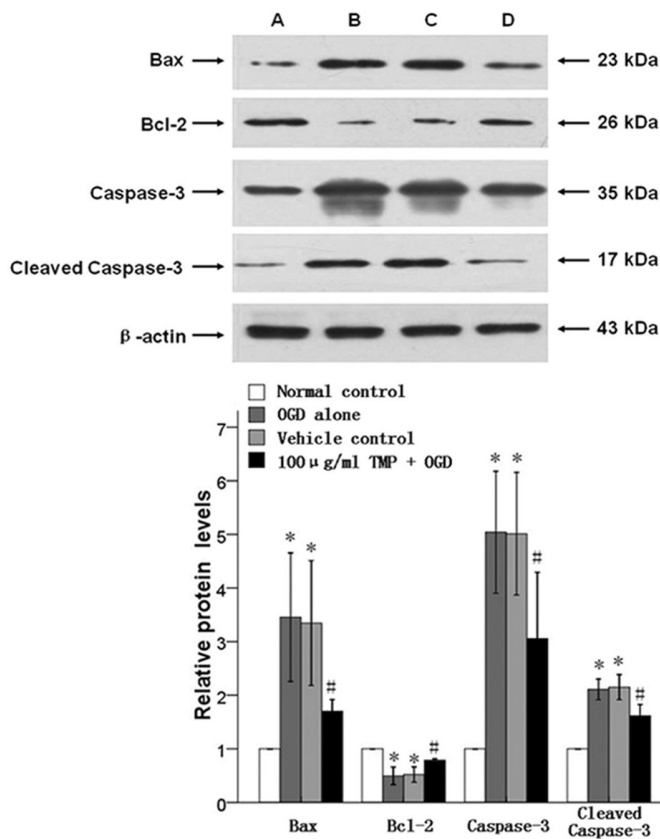 A B C D
Bax 23 kDa
Bcl-2 26 kDa
Caspase-3 35 kDa
Cleaved Caspase-3 17 kDa
β-actin 43 kDa
Normal control
OGD alone
Vehicle control
100μg/ml TMP + OGD
Relative protein levels
7
6
5
4
3
2
1
0
* * #
* * #
* * #
* * #
Bax Bcl-2 Caspase-3 Cleaved
Caspase-3